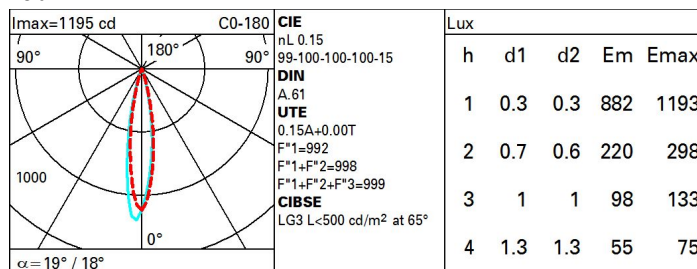 Imax=1195 cd C0-180
90° 180° 90°
1000
0°
α=19° / 18°
CIE
nL 0.15
99-100-100-100-15
DIN
A.61
UTE
0.15A+0.00T
F"1=992
F"1+F"2=998
F"1+F"2+F"3=999
CIBSE
LG3 L<500 cd/m² at 65°
Lux
h d1 d2 Em Emax
1 0.3 0.3 882 1193
2 0.7 0.6 220 298
3 1 1 98 133
4 1.3 1.3 55 75